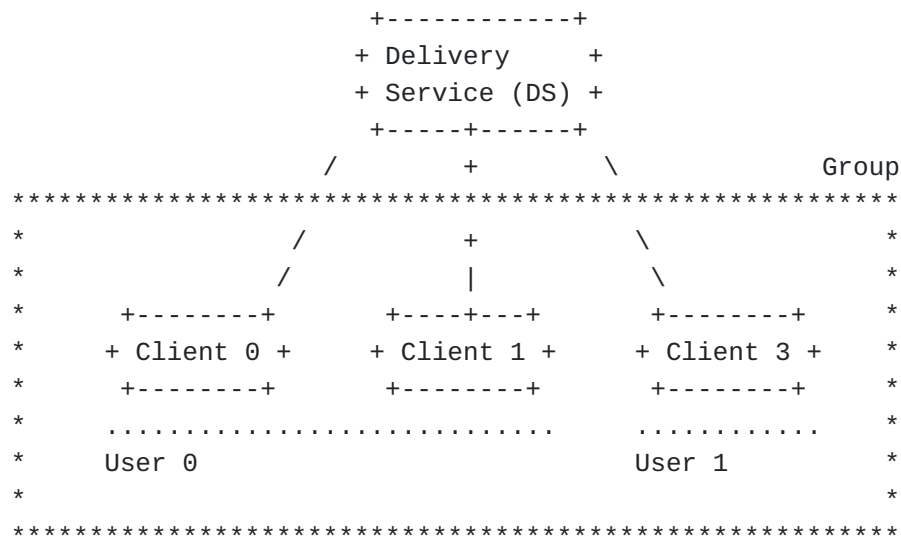 +------------+
                      + Delivery     +
                      + Service (DS) +
                       +-----+------+
                    /        +        \             Group
*********************************************************
*                 /          +          \               *
*                /           |           \              *
*      +--------+       +----+---+       +--------+     *
*     + Client 0 +     + Client 1 +     + Client 3 +    *
*      +--------+       +--------+       +--------+     *
*     .............................     ............    *
*     User 0                            User 1          *
*                                                       *
*********************************************************